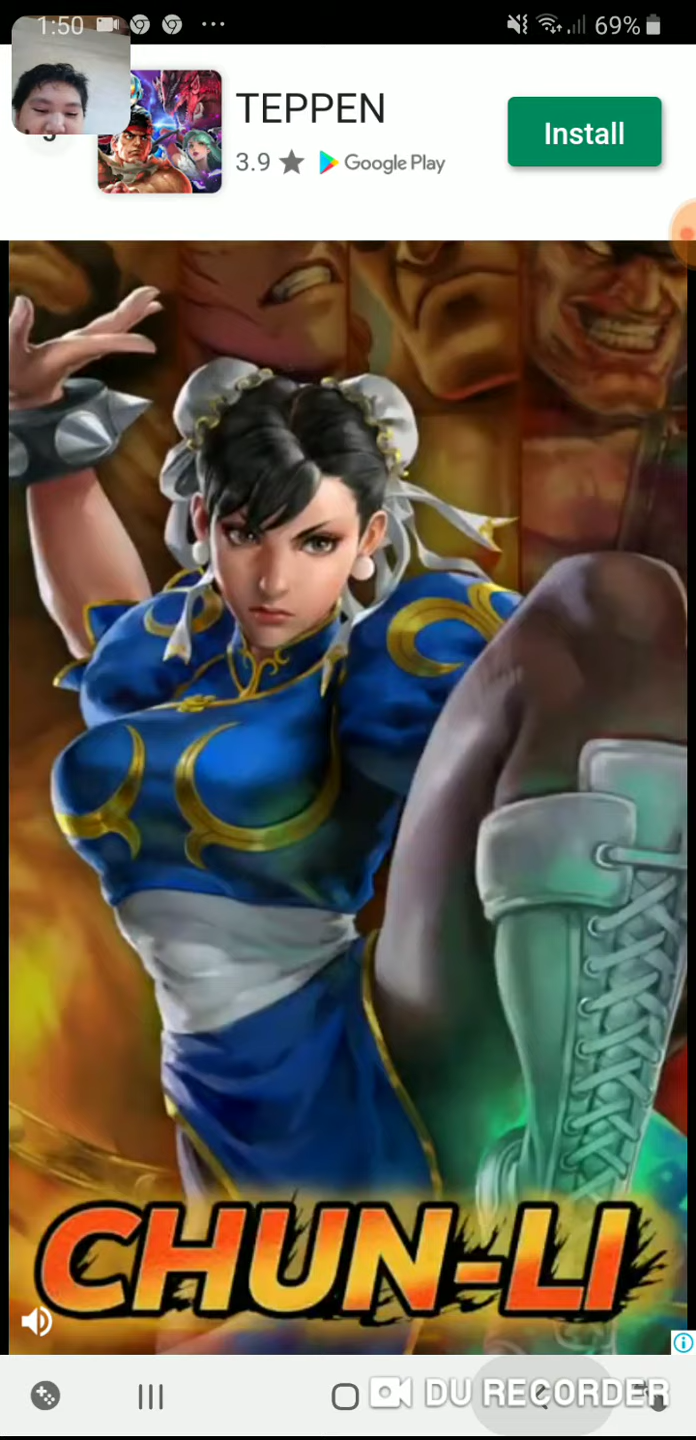 1:50 69%
TEPPEN
3.9 ★ Google Play
Install
CHUN-LI
DU RECORDER